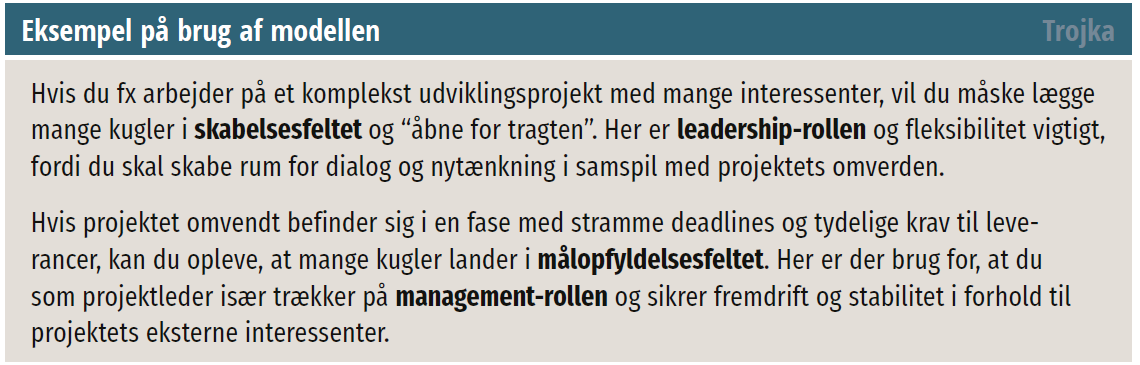 Eksempel på brug af modellen Trojka
Hvis du fx arbejder på et komplekst udviklingsprojekt med mange interessenter, vil du måske lægge
mange kugler i skabelsesfeltet og “åbne for tragten”. Her er leadership-rollen og fleksibilitet vigtigt,
fordi du skal skabe rum for dialog og nytænkning i samspil med projektets omverden.
Hvis projektet omvendt befinder sig i en fase med stramme deadlines og tydelige krav til leve-
rancer, kan du opleve, at mange kugler lander i målopfyldelsesfeltet. Her er der brug for, at du
som projektleder især trækker på management-rollen og sikrer fremdrift og stabilitet i forhold til
projektets eksterne interessenter.